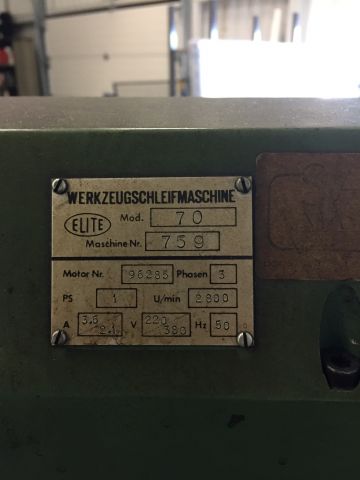 WERKZEUGSCHLEIFMASCHINE
ELITE Mod. 70
Maschine Nr. 759
Motor Nr. 96285 Phasen 3
PS 1 U/min 2800
A 3.6 2.1 V 220 380 Hz 50